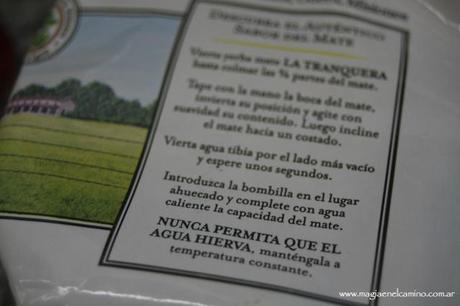 Misiones
DESCUBRA EL AUTÉNTICO
SABOR DEL MATE
Vierta yerba mate LA TRANQUERA
hasta colmar las ¾ partes del mate.
Tape con la mano la boca del mate,
invierta su posición y agite con
suavidad su contenido. Luego incline
el mate hacía un costado.
Vierta agua tibia por el lado más vacío
y espere unos segundos.
Introduzca la bombilla en el lugar
ahuecado y complete con agua
caliente la capacidad del mate.
NUNCA PERMITA QUE EL
AGUA HIERVA, manténgala a
temperatura constante.
www.magiaenelcamino.com.ar